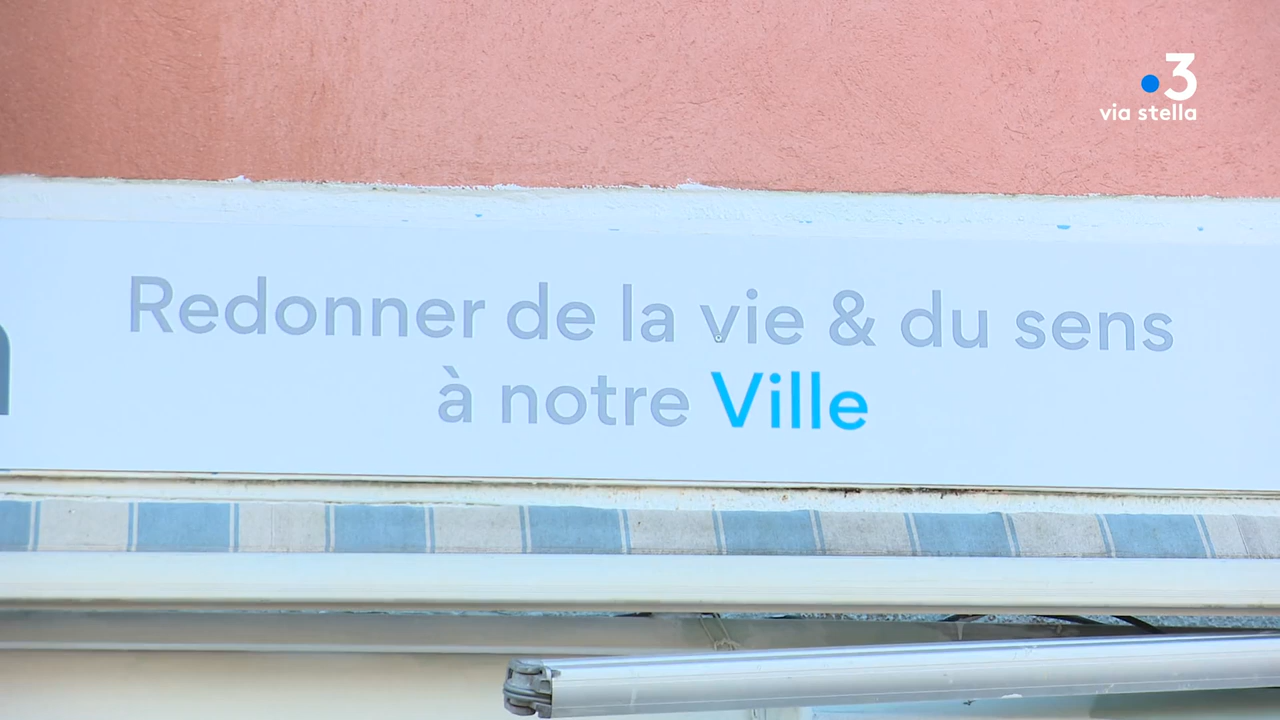 3
via stella
Redonner de la vie & du sens
à notre Ville